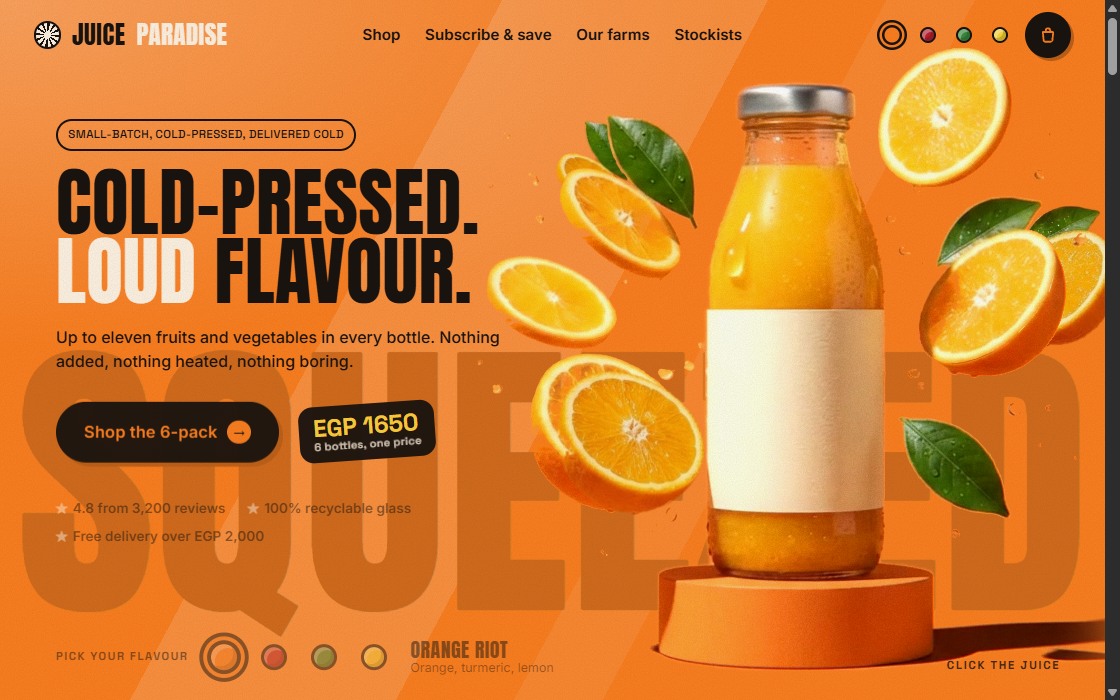 JUICE PARADISE
Shop
Subscribe & save
Our farms
Stockists
SMALL-BATCH, COLD-PRESSED, DELIVERED COLD
COLD-PRESSED.
LOUD FLAVOUR.
Up to eleven fruits and vegetables in every bottle. Nothing
added, nothing heated, nothing boring.
Shop the 6-pack →
EGP 1650
6 bottles, one price
★ 4.8 from 3,200 reviews
★ 100% recyclable glass
★ Free delivery over EGP 2,000
PICK YOUR FLAVOUR
ORANGE RIOT
Orange, turmeric, lemon
CLICK THE JUICE